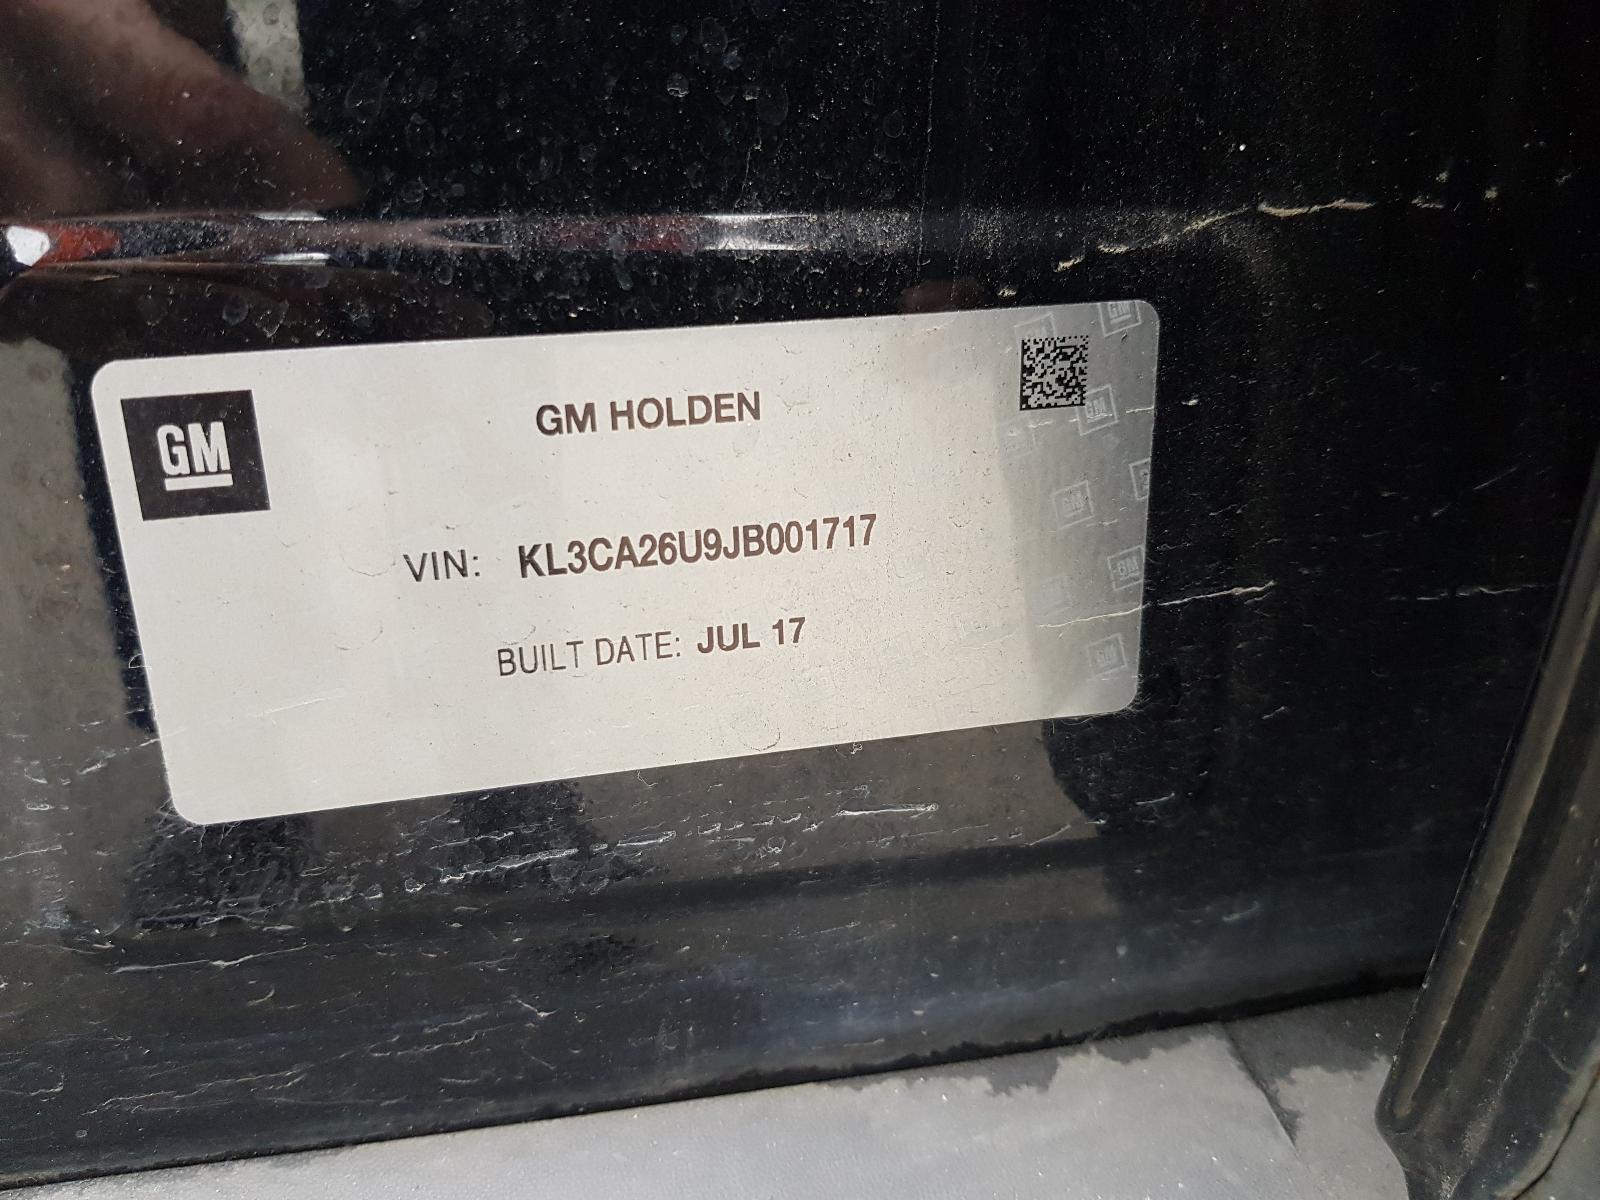 GM
GM HOLDEN
VIN: KL3CA26U9JB001717
BUILT DATE: JUL 17